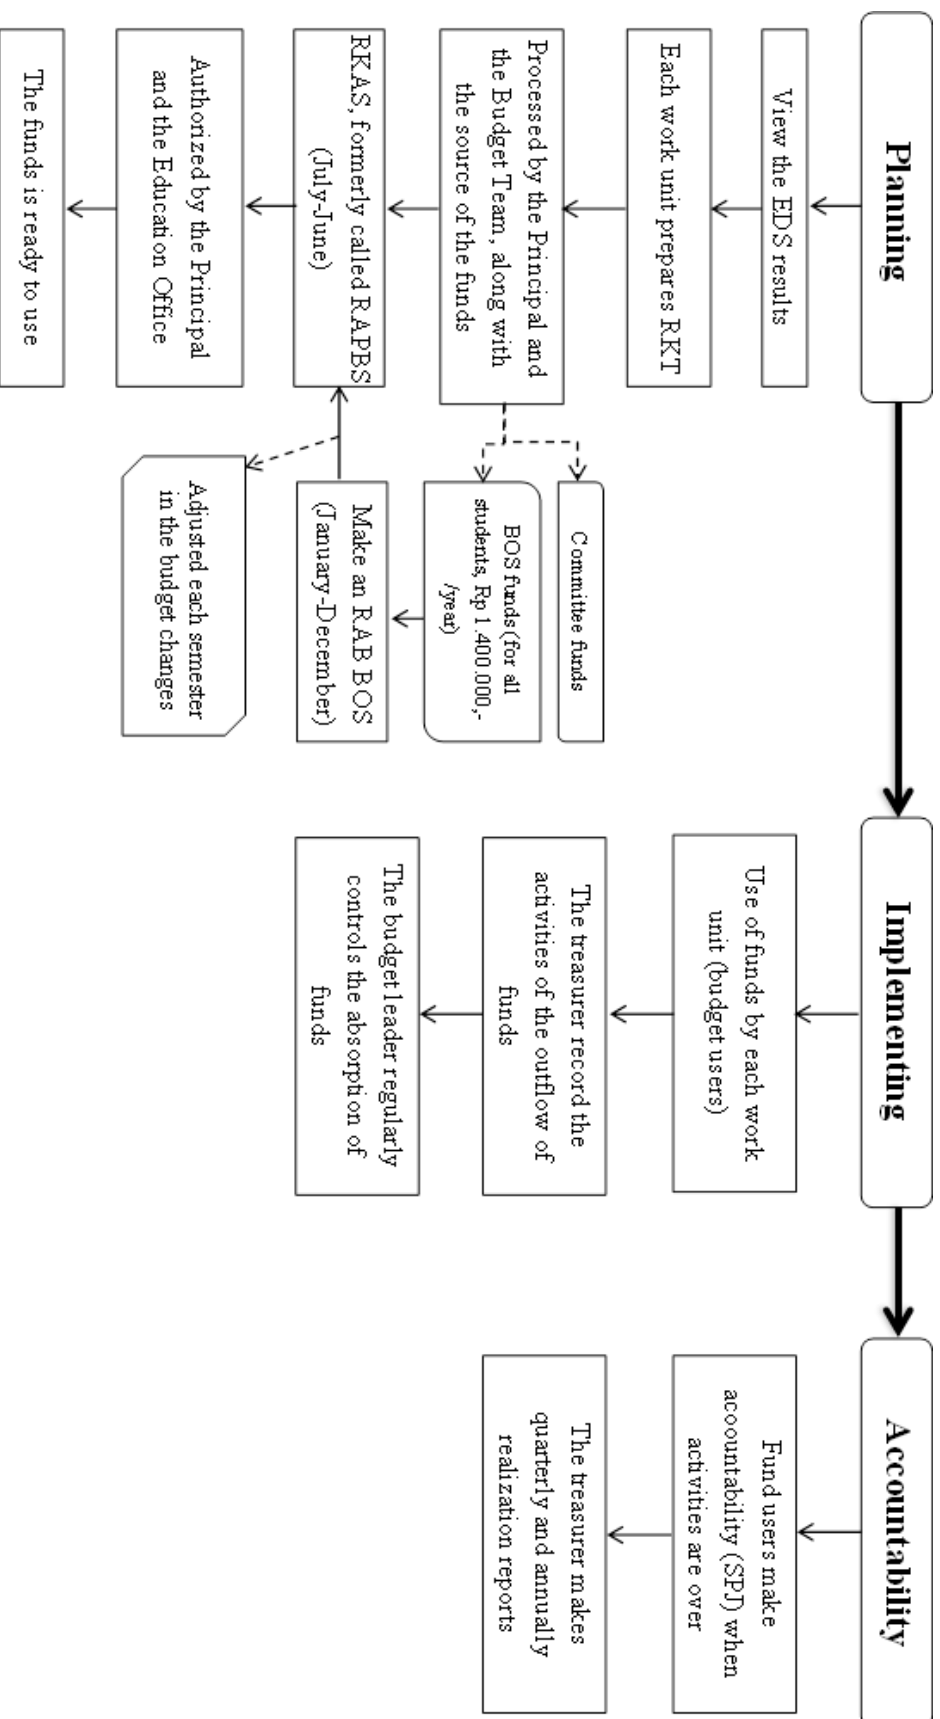 Planning
View the EDS results
Each work unit prepares RKT
Processed by the Principal and
the Budget Team, along with
the source of the funds
RKAS, formerly called RAPBS
(July-June)
Authorized by the Principal
and the Education Office
The funds is ready to use
Committee funds
BOS funds (for all
students, Rp 1.400.000,-
/year)
Make an RAB BOS
(January-December)
Adjusted each semester
in the budget changes
Implementing
Use of funds by each work
unit (budget users)
The treasurer record the
activities of the outflow of
funds
The budget leader regularly
controls the absorption of
funds
Accountability
Fund users make
acoountability (SPJ) when
activities are over
The treasurer makes
quarterly and annually
realization reports